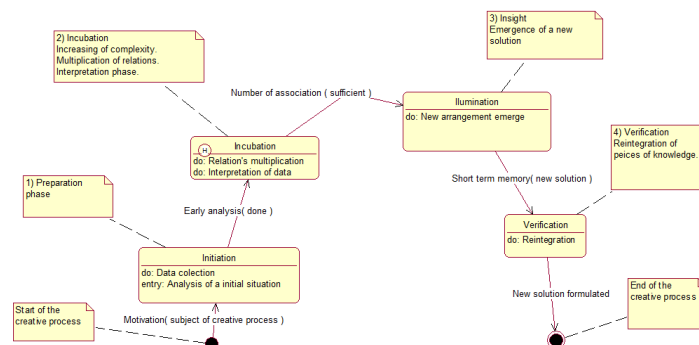 3) Insight
Emergence of a new
solution
2) Incubation
Increasing of complexity.
Multiplication of relations.
Interpretation phase.
Number of association ( sufficient )
Ilumination
do: New arrangement emerge
H
Incubation
do: Relation's multiplication
do: Interpretation of data
4) Verification
Reintegration of
peices of knowledge.
Short term memory( new solution )
1) Preparation
phase
Early analysis( done )
Verification
do: Reintegration
Initiation
do: Data colection
entry: Analysis of a initial situation
New solution formulated
End of the
creative process
Start of the
creative process
Motivation( subject of creative process )